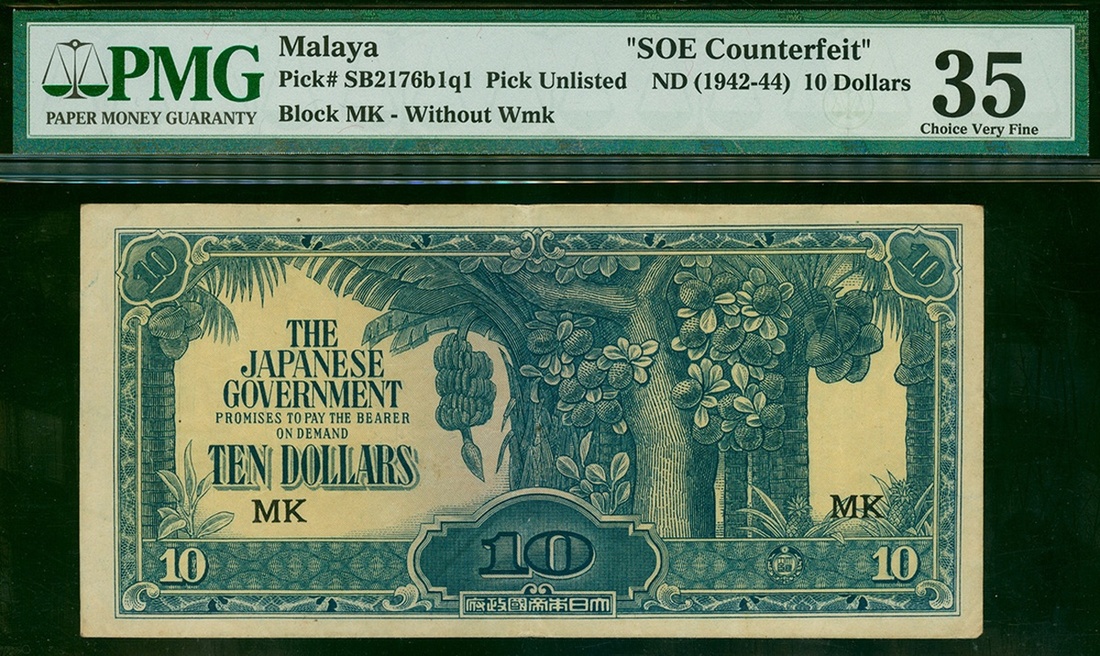 PMG
PAPER MONEY GUARANTY
Malaya "SOE Counterfeit"
Pick# SB2176b1q1 Pick Unlisted ND (1942-44) 10 Dollars
Block MK - Without Wmk
35
Choice Very Fine
10 10
THE
JAPANESE
GOVERNMENT
PROMISES TO PAY THE BEARER
ON DEMAND
TEN DOLLARS
MK MK
10 10 10
府政國帝本日大